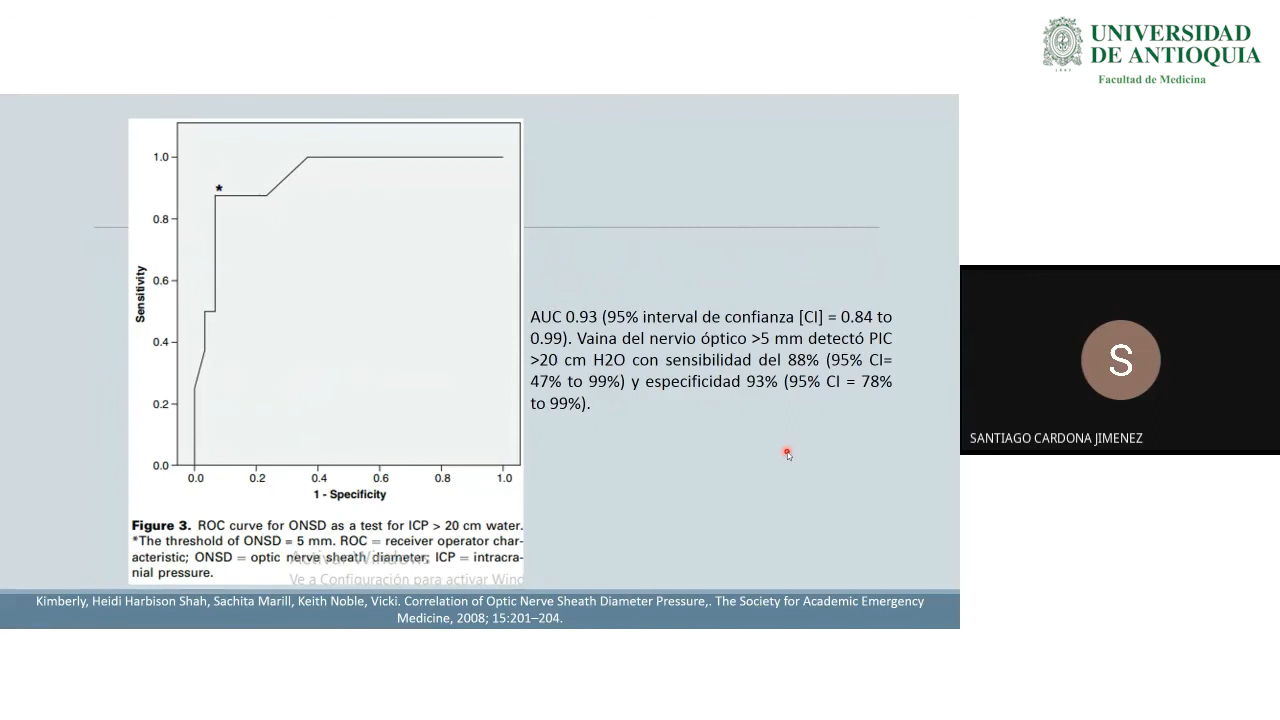 UNIVERSIDAD
DE ANTIOQUIA
1803
Facultad de Medicina
1.0
0.8
0.6
0.4
0.2
0.0
Sensitivity
*
0.0 0.2 0.4 0.6 0.8 1.0
1 - Specificity
Figure 3. ROC curve for ONSD as a test for ICP > 20 cm water.
*The threshold of ONSD = 5 mm. ROC = receiver operator char-
acteristic; ONSD = optic nerve sheath diameter; ICP = intracra-
nial pressure.
Activar Windows
Ve a Configuración para activar Winc
AUC 0.93 (95% interval de confianza [CI] = 0.84 to
0.99). Vaina del nervio óptico >5 mm detectó PIC
>20 cm H2O con sensibilidad del 88% (95% CI=
47% to 99%) y especificidad 93% (95% CI = 78%
to 99%).
Kimberly, Heidi Harbison Shah, Sachita Marill, Keith Noble, Vicki. Correlation of Optic Nerve Sheath Diameter Pressure,. The Society for Academic Emergency
Medicine, 2008; 15:201–204.
S
SANTIAGO CARDONA JIMENEZ